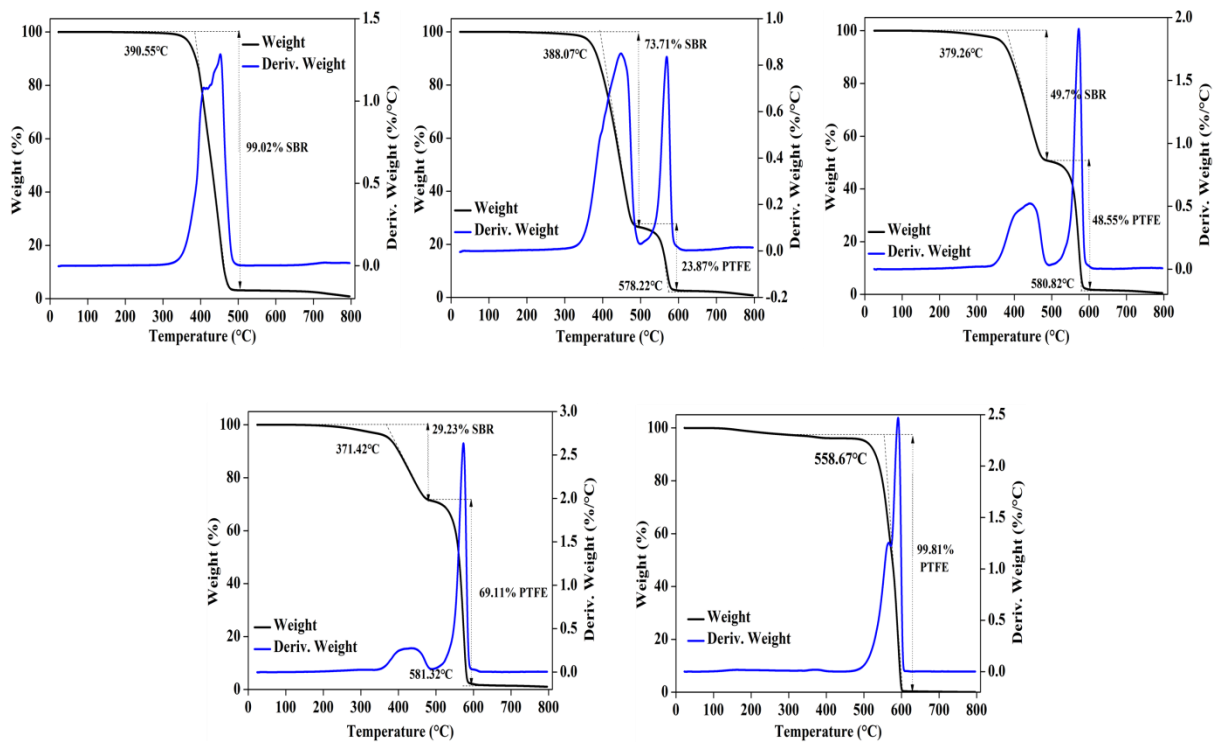 100
80
60
40
20
0
Weight (%)
0 100 200 300 400 500 600 700 800
Temperature (°C)
1.5
1.0
0.5
0.0
Deriv. Weight (%/°C)
390.55°C
Weight
Deriv. Weight
99.02% SBR
100
80
60
40
20
0
Weight (%)
0 100 200 300 400 500 600 700 800
Temperature (°C)
1.0
0.8
0.6
0.4
0.2
0.0
-0.2
Deriv. Weight (%/°C)
388.07°C
73.71% SBR
Weight
Deriv. Weight
23.87% PTFE
578.22°C
100
80
60
40
20
0
Weight (%)
0 100 200 300 400 500 600 700 800
Temperature (°C)
2.0
1.5
1.0
0.5
0.0
Deriv. Weight (%/°C)
379.26°C
49.7% SBR
Weight
Deriv. Weight
48.55% PTFE
580.82°C
100
80
60
40
20
0
Weight (%)
0 100 200 300 400 500 600 700 800
Temperature (°C)
3.0
2.5
2.0
1.5
1.0
0.5
0.0
Deriv. Weight (%/°C)
29.23% SBR
371.42°C
69.11% PTFE
Weight
Deriv. Weight
581.32°C
100
80
60
40
20
0
Weight (%)
0 100 200 300 400 500 600 700 800
Temperature (°C)
2.5
2.0
1.5
1.0
0.5
0.0
Deriv. Weight (%/°C)
558.67°C
99.81%
PTFE
Weight
Deriv. Weight